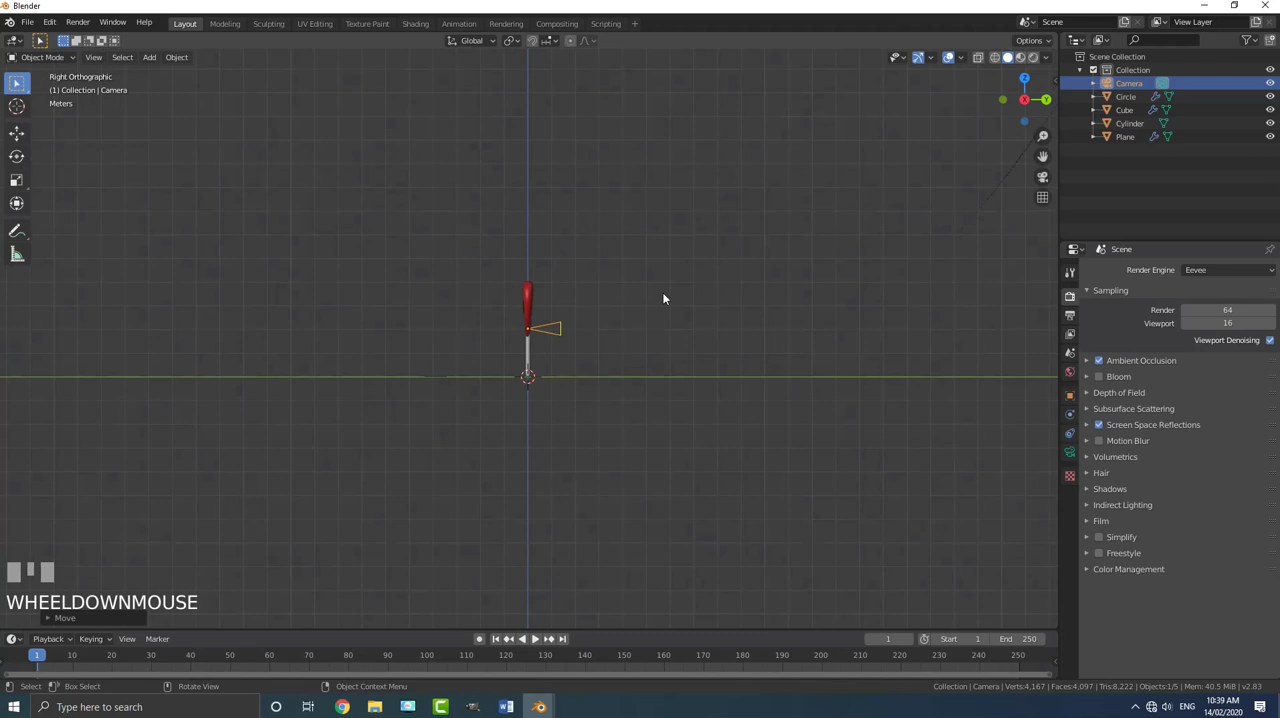 Blender
File Edit Render Window Help Layout Modeling Sculpting UV Editing Texture Paint Shading Animation Rendering Compositing Scripting + Scene View Layer
Global Options
Object Mode View Select Add Object
Right Orthographic
(1) Collection | Camera
Meters
Z
X
Y
Scene Collection
Collection
Camera
Circle
Cube
Cylinder
Plane
Scene
Render Engine Eevee
Sampling
Render 64
Viewport 16
Viewport Denoising
Ambient Occlusion
Bloom
Depth of Field
Subsurface Scattering
Screen Space Reflections
Motion Blur
Volumetrics
Hair
Shadows
Indirect Lighting
Film
Simplify
Freestyle
Color Management
WHEELDOWNMOUSE
Move
Playback Keying View Marker 1 Start 1 End 250
1 10 20 30 40 50 60 70 80 90 100 110 120 130 140 150 160 170 180 190 200 210 220 230 240 250
Select Box Select Rotate View Object Context Menu Collection | Camera | Verts:4,167 | Faces:4,097 | Tris:8,222 | Objects:1/5 | Mem: 40.5 MiB | v2.83
Type here to search ENG 10:39 AM
14/02/2020